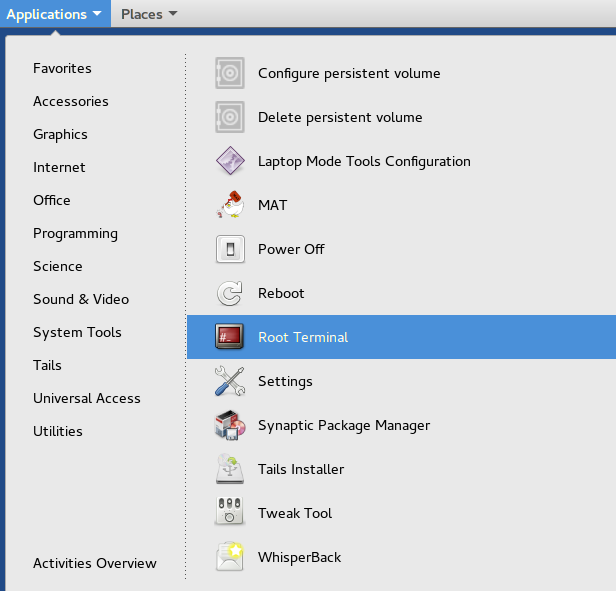 Applications Places
Favorites
Accessories
Graphics
Internet
Office
Programming
Science
Sound & Video
System Tools
Tails
Universal Access
Utilities
Activities Overview
Configure persistent volume
Delete persistent volume
Laptop Mode Tools Configuration
MAT
Power Off
Reboot
#_
Root Terminal
Settings
Synaptic Package Manager
Tails Installer
Tweak Tool
WhisperBack